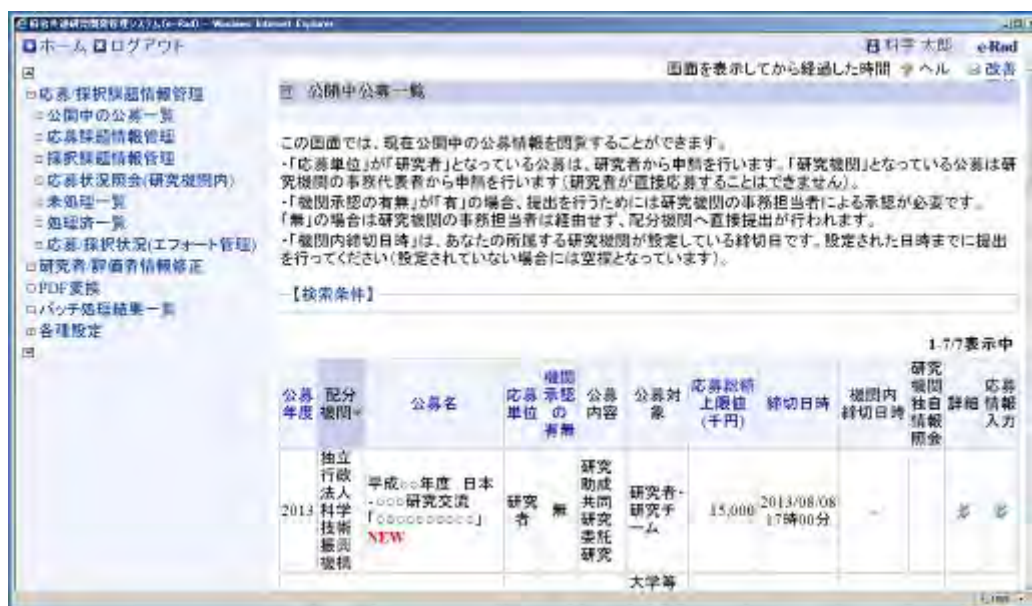 府省共通研究開発管理システム(e-Rad) - Windows Internet Explorer
ホーム ログアウト
科学 太郎 e-Rad
画面を表示してから経過した時間 ヘル 改善
応募/採択課題情報管理
公開中の公募一覧
応募課題情報管理
採択課題情報管理
応募状況照会(研究機関内)
未処理一覧
処理済一覧
応募/採択状況(エフォート管理)
研究者/評価者情報修正
PDF変換
バッチ処理結果一覧
各種設定
公開中公募一覧
この画面では、現在公開中の公募情報を閲覧することができます。
・「応募単位」が「研究者」となっている公募は、研究者から申請を行います。「研究機関」となっている公募は研
究機関の事務代表者から申請を行います(研究者が直接応募することはできません)。
・「機関承認の有無」が「有」の場合、提出を行うためには研究機関の事務担当者による承認が必要です。
「無」の場合は研究機関の事務担当者は経由せず、配分機関へ直接提出が行われます。
・「機関内締切日時」は、あなたの所属する研究機関が設定している締切日です。設定された日時までに提出
を行ってください(設定されていない場合には空欄となっています)。
【検索条件】
1-7/7表示中
公募年度 配分機関 公募名 応募単位 機関承認の有無 公募内容 公募対象 応募総額上限値(千円) 締切日時 機関内締切日時 研究機関独自情報照会 詳細 応募情報入力
2013 独立行政法人科学技術振興機構 平成○○年度 日本-○○○研究交流「○○○○○○○○○○」 NEW 研究者 無 研究助成 共同研究 委託研究 研究者・研究チーム 15,000 2013/08/08 17時00分 -
大学等